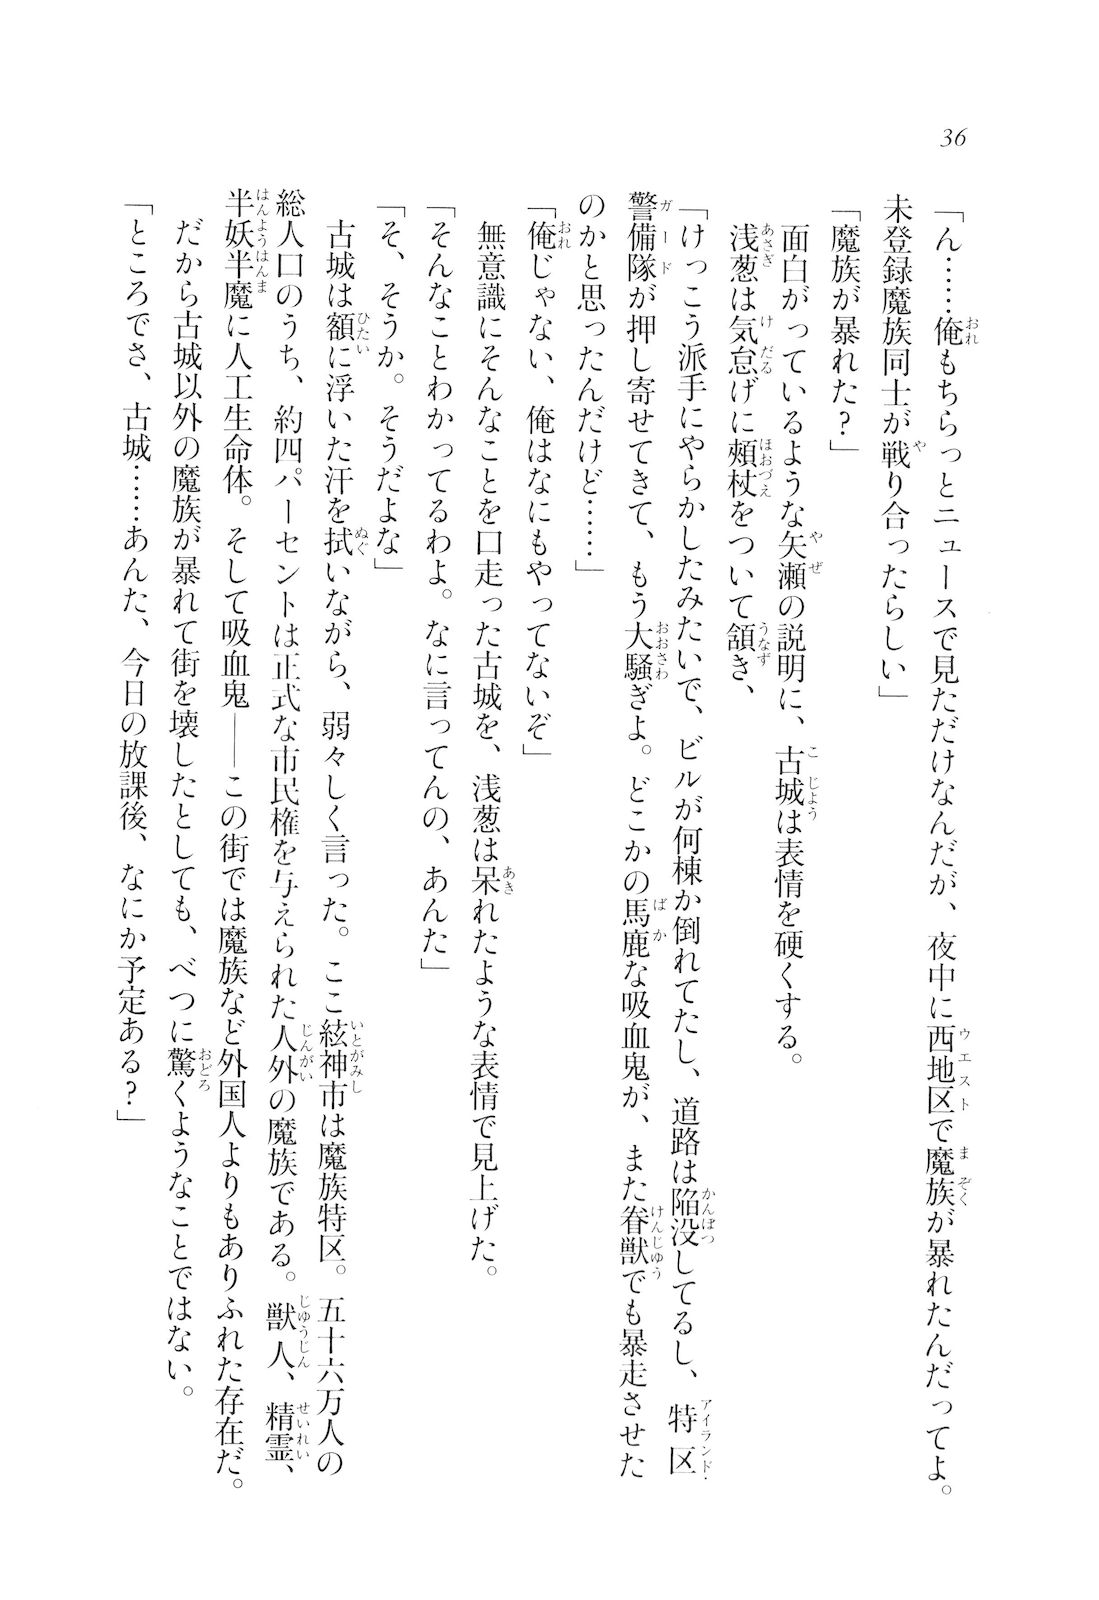 36
「ん……俺もちらっとニュースで見ただけなんだが、夜中に西地区で魔族が暴れたんだってよ。
未登録魔族同士が戦り合ったらしい」
「魔族が暴れた？」
面白がっているような矢瀬の説明に、古城は表情を硬くする。
浅葱は気怠げに頰杖をついて頷き、
「けっこう派手にやらかしたみたいで、ビルが何棟か倒れてたし、道路は陥没してるし、特区
警備隊が押し寄せてきて、もう大騒ぎよ。どこかの馬鹿な吸血鬼が、また眷獣でも暴走させた
のかと思ったんだけど……」
「俺じゃない、俺はなにもやってないぞ」
無意識にそんなことを口走った古城を、浅葱は呆れたような表情で見上げた。
「そんなことわかってるわよ。なに言ってんの、あんた」
「そ、そうか。そうだよな」
古城は額に浮いた汗を拭いながら、弱々しく言った。ここ絃神市は魔族特区。五十六万人の
総人口のうち、約四パーセントは正式な市民権を与えられた人外の魔族である。獣人、精霊、
半妖半魔に人工生命体。そして吸血鬼――この街では魔族など外国人よりもありふれた存在だ。
だから古城以外の魔族が暴れて街を壊したとしても、べつに驚くようなことではない。
「ところでさ、古城……あんた、今日の放課後、なにか予定ある？」